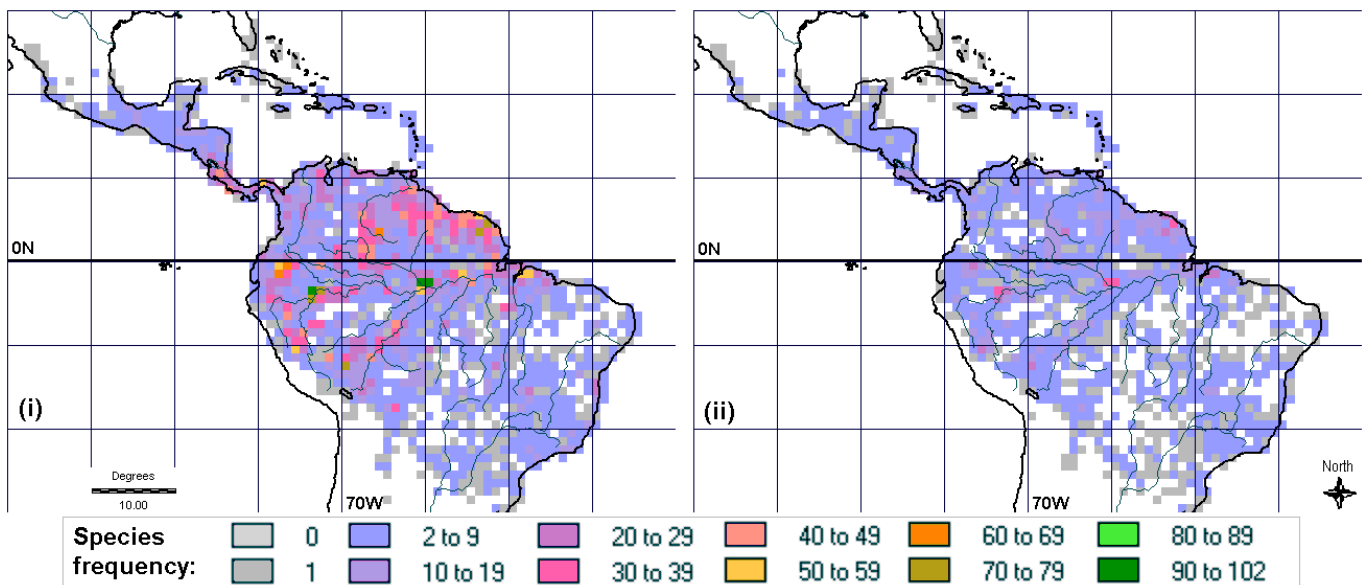 0N
(i)
Degrees
10.00
70W
0N
(ii)
70W
North
Species frequency:
0
2 to 9
20 to 29
40 to 49
60 to 69
80 to 89
1
10 to 19
30 to 39
50 to 59
70 to 79
90 to 102